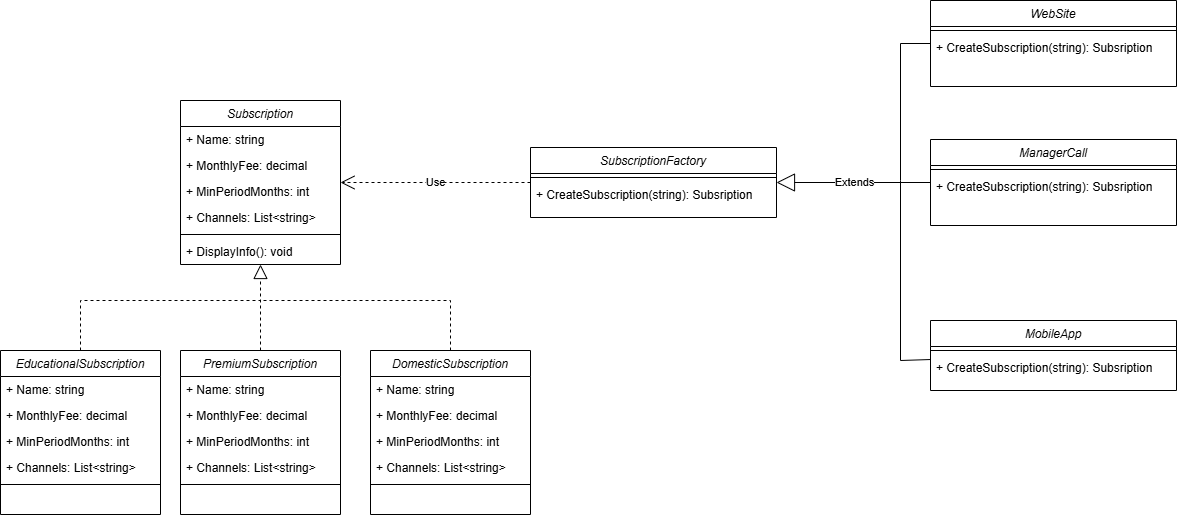 WebSite
+ CreateSubscription(string): Subsription
Subscription
+ Name: string
+ MonthlyFee: decimal
+ MinPeriodMonths: int
+ Channels: List<string>
+ DisplayInfo(): void
Use
SubscriptionFactory
+ CreateSubscription(string): Subsription
Extends
ManagerCall
+ CreateSubscription(string): Subsription
MobileApp
+ CreateSubscription(string): Subsription
EducationalSubscription
+ Name: string
+ MonthlyFee: decimal
+ MinPeriodMonths: int
+ Channels: List<string>
PremiumSubscription
+ Name: string
+ MonthlyFee: decimal
+ MinPeriodMonths: int
+ Channels: List<string>
DomesticSubscription
+ Name: string
+ MonthlyFee: decimal
+ MinPeriodMonths: int
+ Channels: List<string>